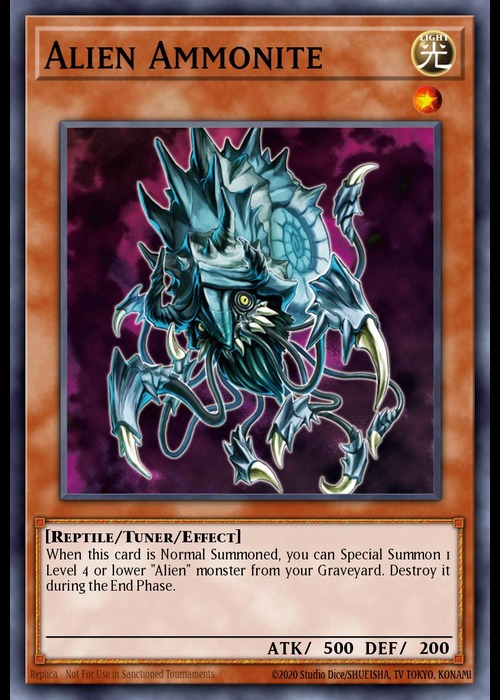 Alien Ammonite
LIGHT
光
[Reptile/Tuner/Effect]
When this card is Normal Summoned, you can Special Summon 1
Level 4 or lower "Alien" monster from your Graveyard. Destroy it
during the End Phase.
ATK/ 500 DEF/ 200
Replica - Not For Use in Sanctioned Tournaments
©2020 Studio Dice/SHUEISHA, TV TOKYO, KONAMI